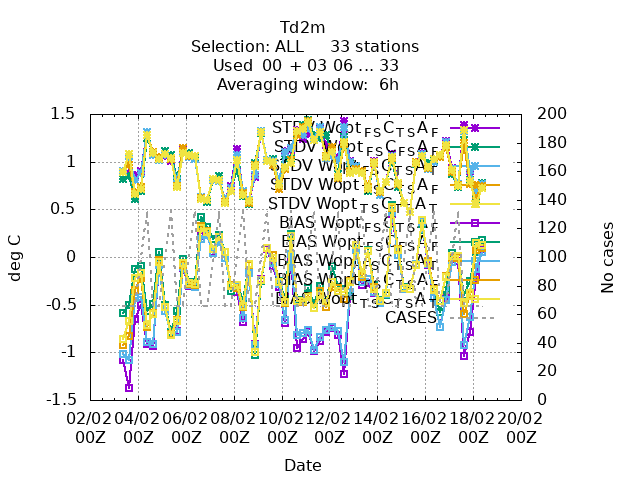 Td2m
Selection: ALL 33 stations
Used 00 + 03 06 ... 33
Averaging window: 6h
1.5
1
0.5
0
-0.5
-1
-1.5
deg C
200
180
160
140
120
100
80
60
40
20
0
No cases
STDV Wopt
STDV Wopt
STDV Wopt
STDV Wopt
STDV Wopt
BIAS Wopt
BIAS Wopt
BIAS Wopt
BIAS Wopt
BIAS Wopt
CASES
02/02 04/02 06/02 08/02 10/02 12/02 14/02 16/02 18/02 20/02
00Z 00Z 00Z 00Z 00Z 00Z 00Z 00Z 00Z 00Z
Date